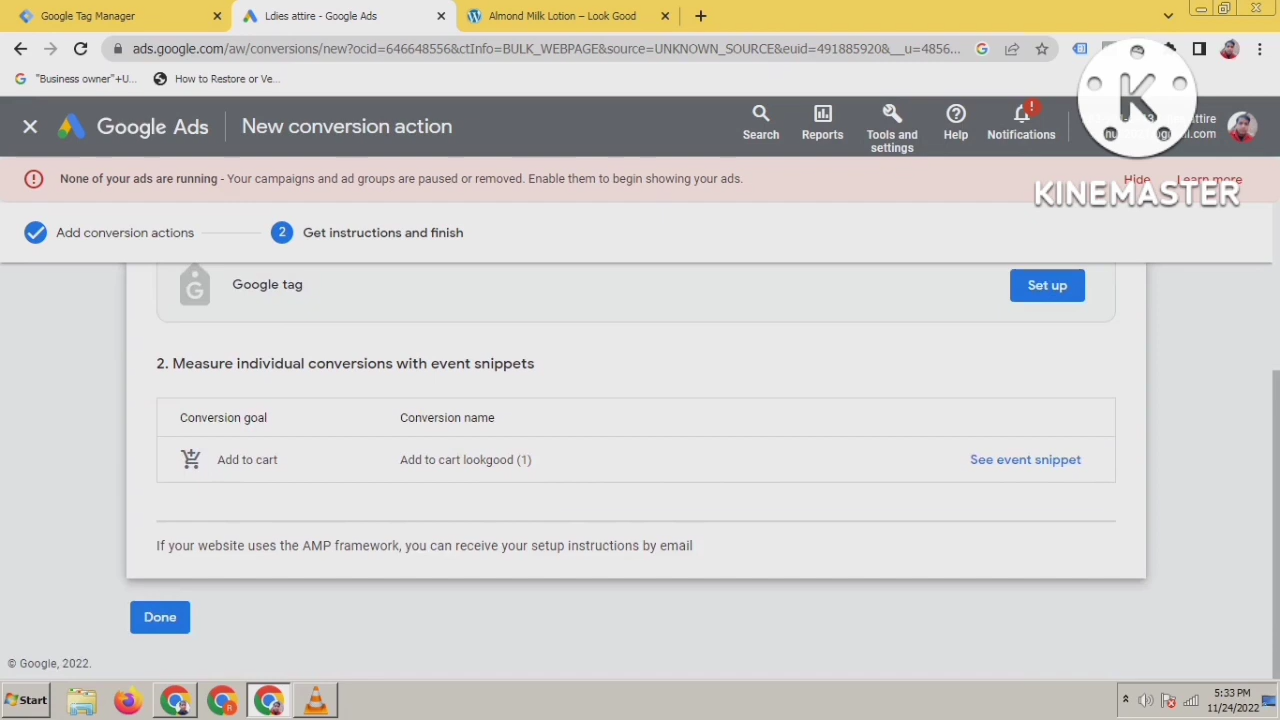 Google Tag Manager
Ldies attire - Google Ads
Almond Milk Lotion – Look Good
ads.google.com/aw/conversions/new?ocid=646648556&ctInfo=BULK_WEBPAGE&source=UNKNOWN_SOURCE&euid=491885920&__u=4856...
"Business owner"+U...
How to Restore or Ve...
K
Google Ads
New conversion action
Search
Reports
Tools and
settings
Help
Notifications
attire
.com
None of your ads are running - Your campaigns and ad groups are paused or removed. Enable them to begin showing your ads.
Hide
Learn more
KINEMASTER
Add conversion actions
2
Get instructions and finish
Google tag
Set up
2. Measure individual conversions with event snippets
Conversion goal
Conversion name
Add to cart
Add to cart lookgood (1)
See event snippet
If your website uses the AMP framework, you can receive your setup instructions by email
Done
© Google, 2022.
Start
5:33 PM
11/24/2022